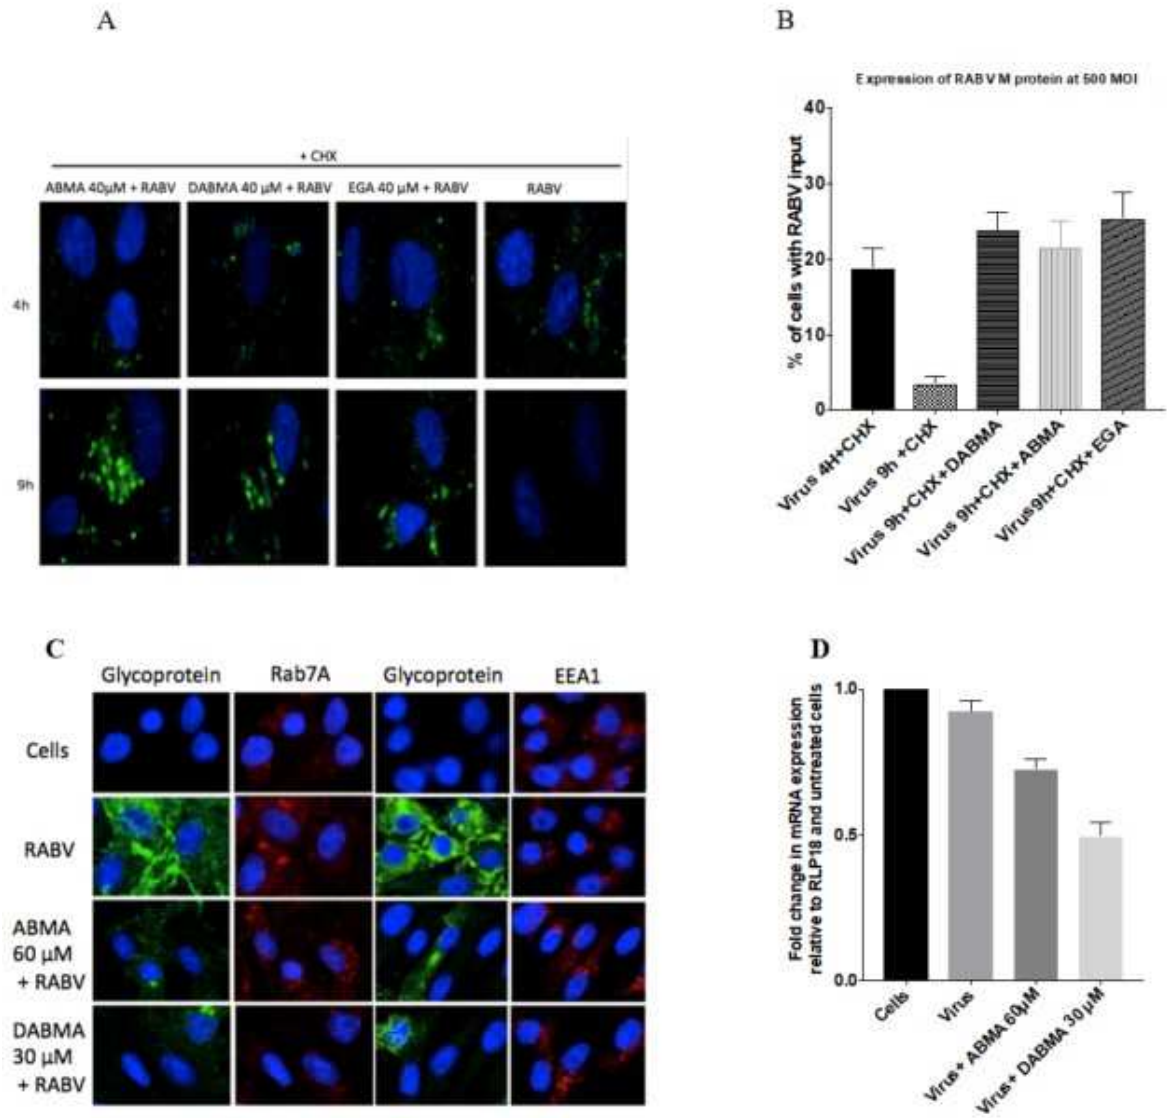 A
+ CHX
ABMA 40µM + RABV DABMA 40 µM + RABV EGA 40 µM + RABV RABV
4h
9h
B
Expression of RABV M protein at 500 MOI
% of cells with RABV input
40
30
20
10
0
Virus 4H+CHX
Virus 9h +CHX
Virus 9h+CHX+DABMA
Virus 9h+CHX+ABMA
Virus9h+CHX+EGA
C
Glycoprotein Rab7A Glycoprotein EEA1
Cells
RABV
ABMA
60 µM
+ RABV
DABMA
30 µM
+ RABV
D
Fold change in mRNA expression
relative to RLP18 and untreated cells
1.0
0.5
0.0
Cells
Virus
Virus+ ABMA 60µM
Virus+ DABMA 30 µM